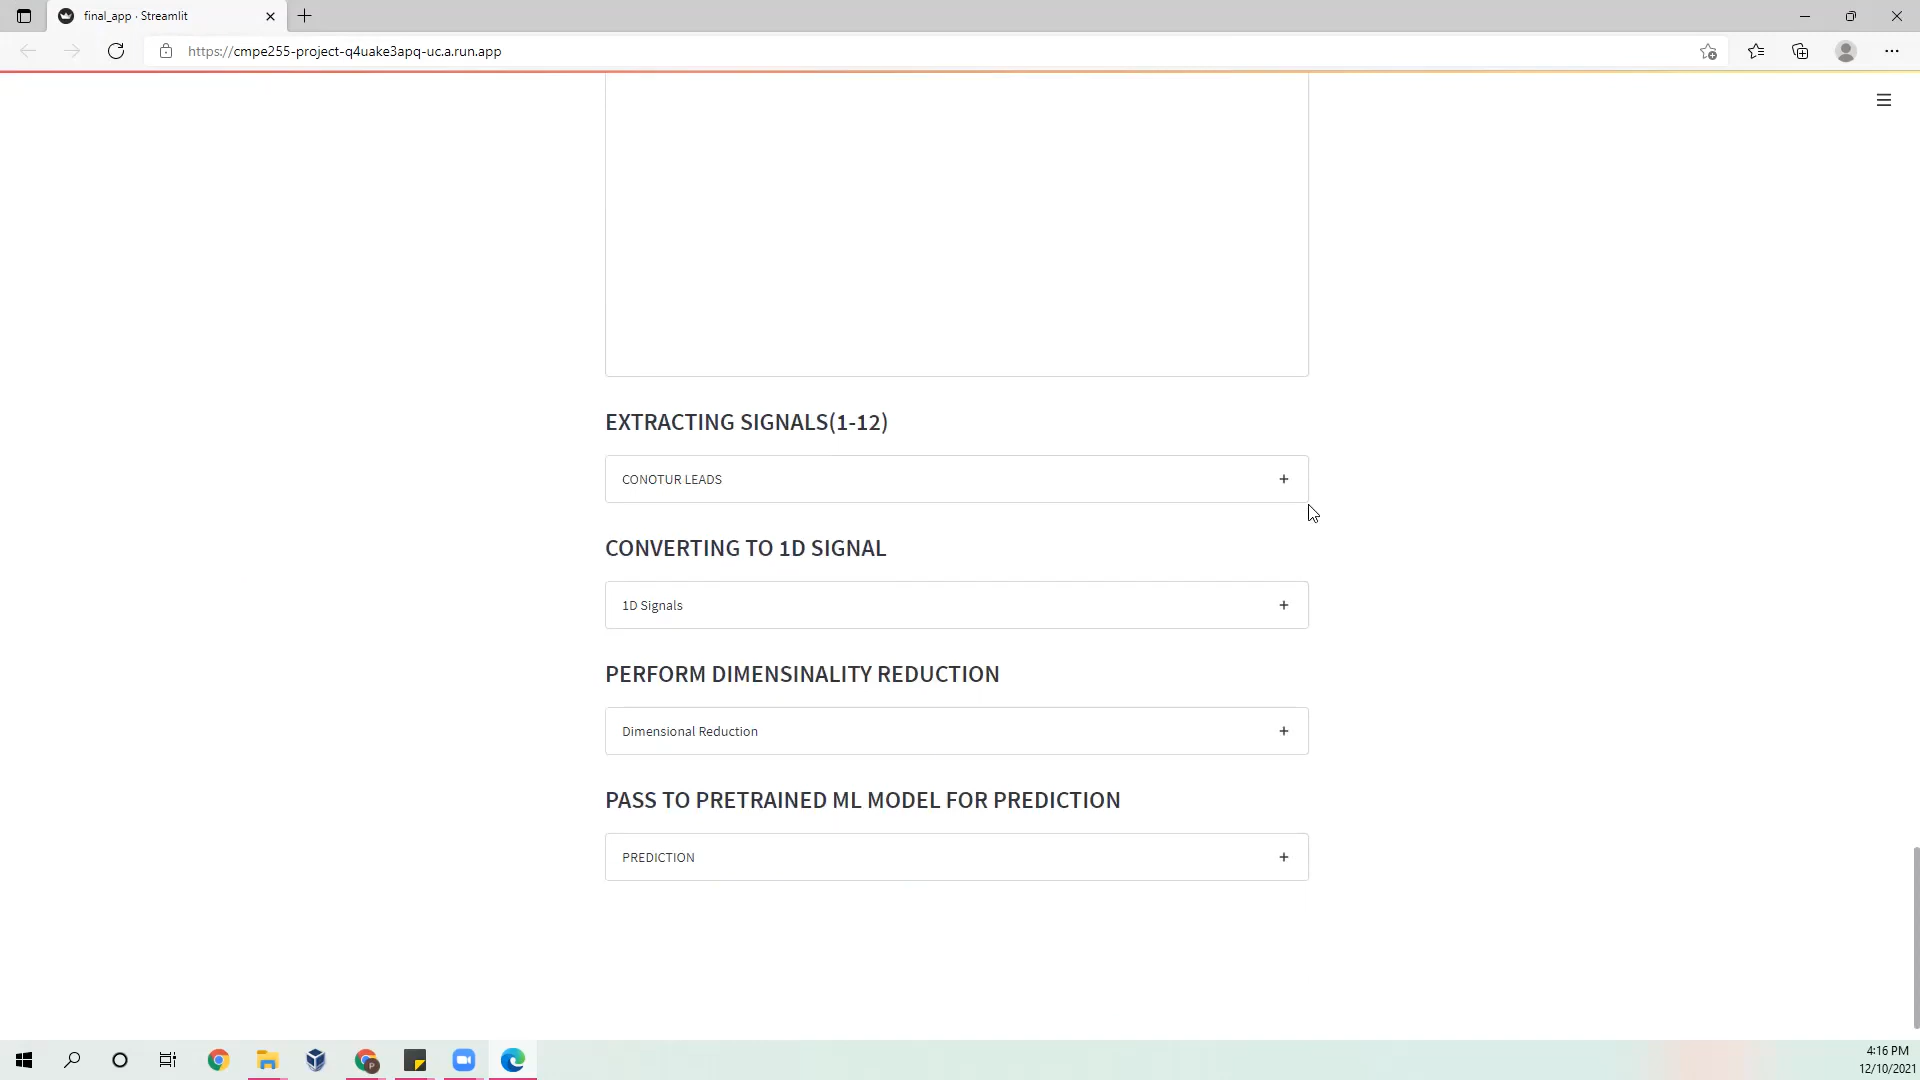 final_app · Streamlit
https://cmpe255-project-q4uake3apq-uc.a.run.app
EXTRACTING SIGNALS(1-12)
CONOTUR LEADS
CONVERTING TO 1D SIGNAL
1D Signals
PERFORM DIMENSINALITY REDUCTION
Dimensional Reduction
PASS TO PRETRAINED ML MODEL FOR PREDICTION
PREDICTION
P
4:16 PM
12/10/2021